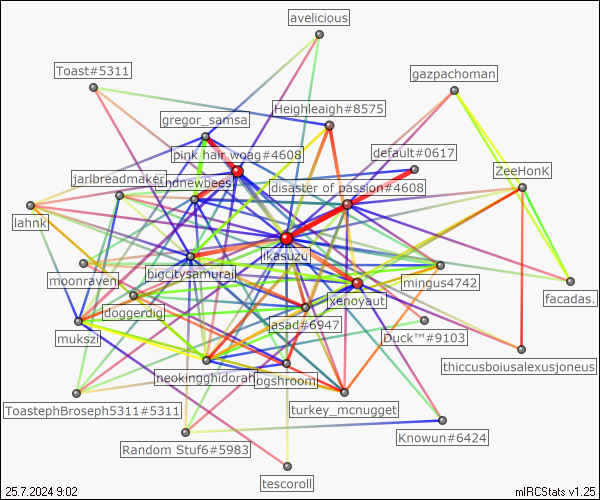 avelicious
Toast#5311
gazpachoman
Heighleaigh#8575
gregor_samsa
pink hair woag#4608
default#0617
ZeeHonK
jarlbreadmaker
disaster of passion#4608
lahnk
ikasuzu
bigcitysamurai
moonraven
mingus4742
facadas.
xenoyaut
doggerdig
asad#6947
mukszi
Duck™#9103
thiccusboiusalexusjoneus
neokingghidorah
ogshroom
ToastephBroseph5311#5311
turkey_mcnugget
Knowun#6424
Random Stuf6#5983
tescoroll
25.7.2024 9:02
mIRCStats v1.25